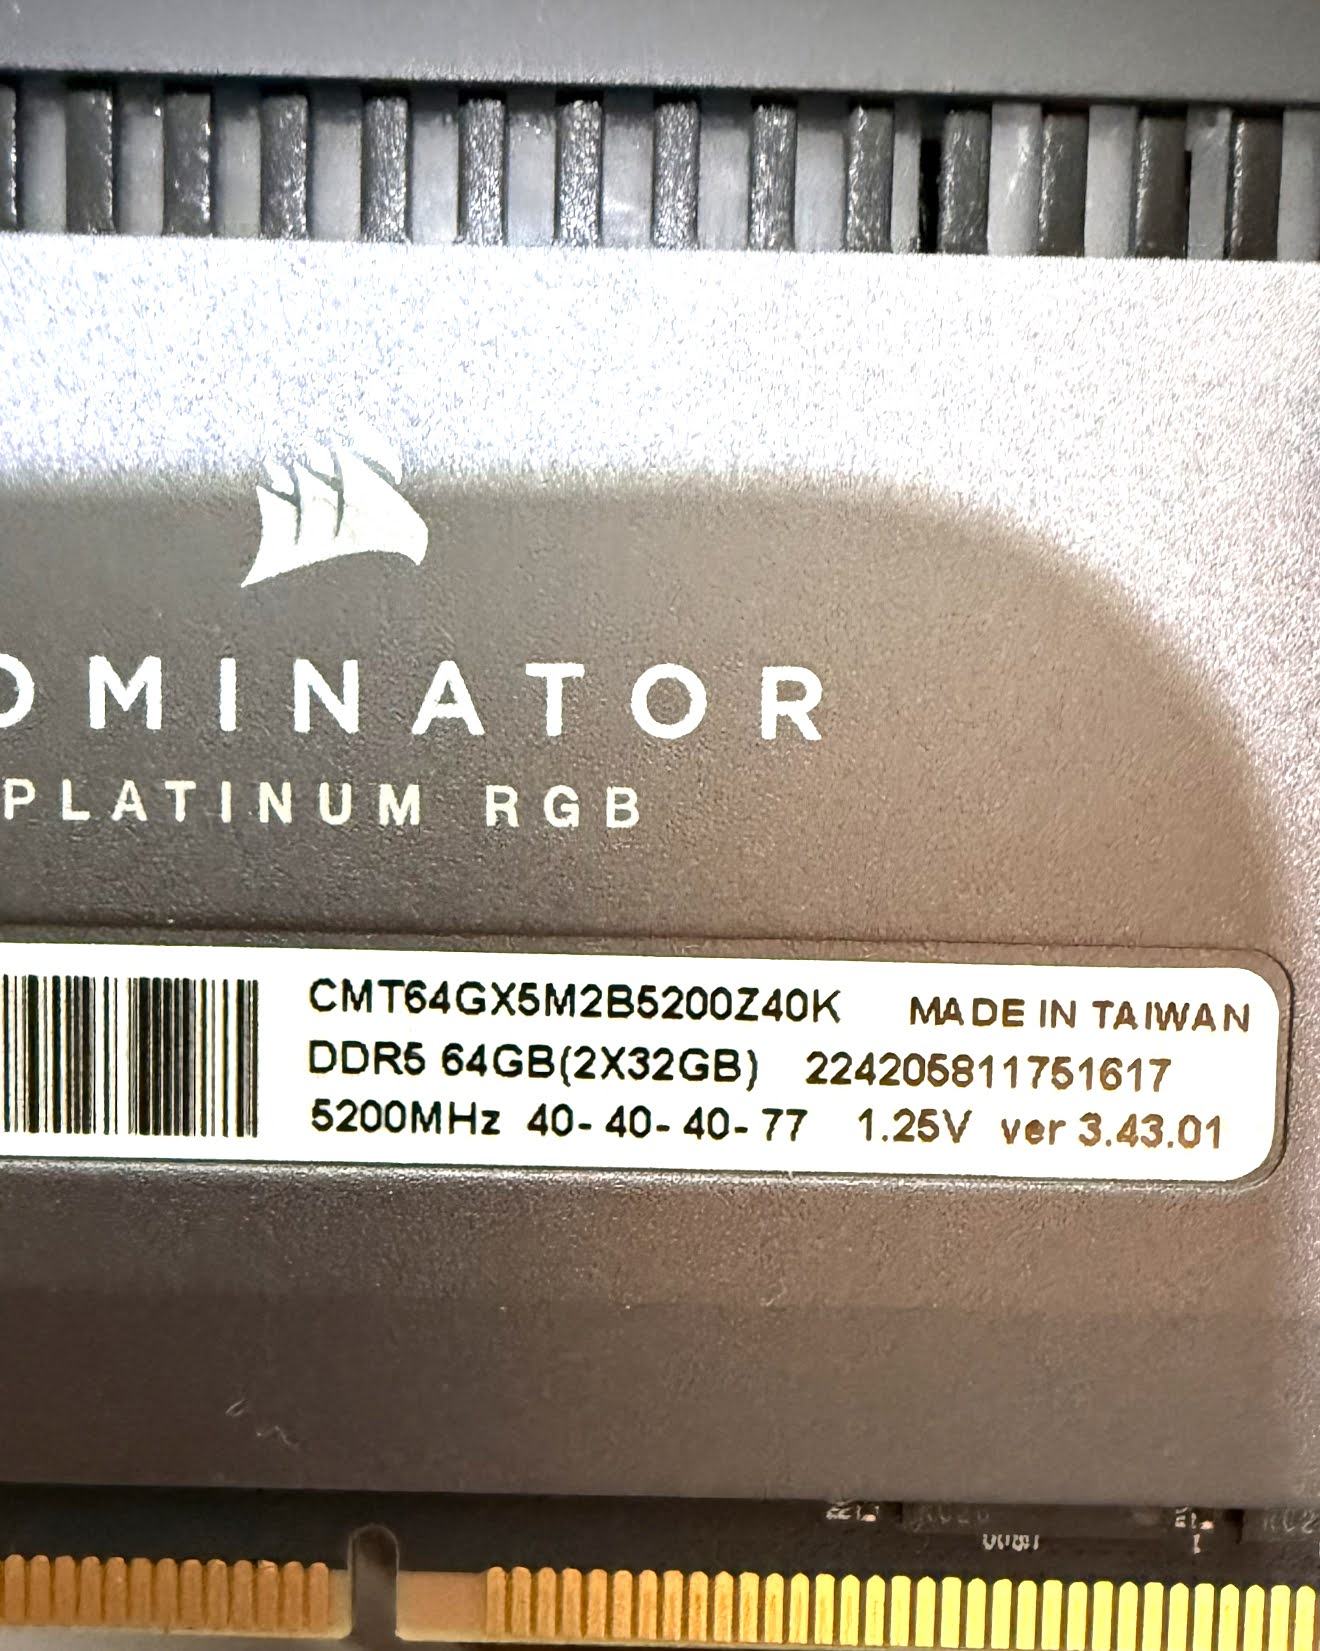 OMINATOR
PLATINUM RGB
CMT64GX5M2B5200Z40K MADE IN TAIWAN
DDR5 64GB(2X32GB) 224205811751617
5200MHz 40-40-40-77 1.25V ver 3.43.01